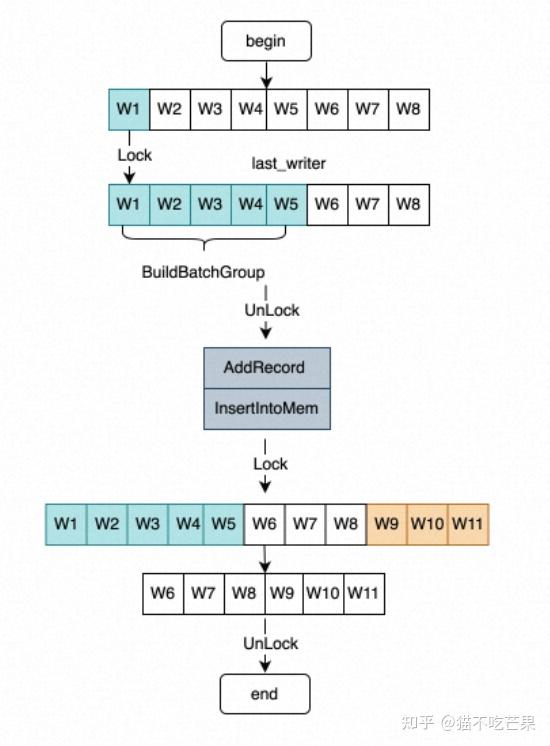 begin
W1 W2 W3 W4 W5 W6 W7 W8
Lock
last_writer
W1 W2 W3 W4 W5 W6 W7 W8
BuildBatchGroup
UnLock
AddRecord
InsertIntoMem
Lock
W1 W2 W3 W4 W5 W6 W7 W8 W9 W10 W11
W6 W7 W8 W9 W10 W11
UnLock
end
知乎 @猫不吃芒果